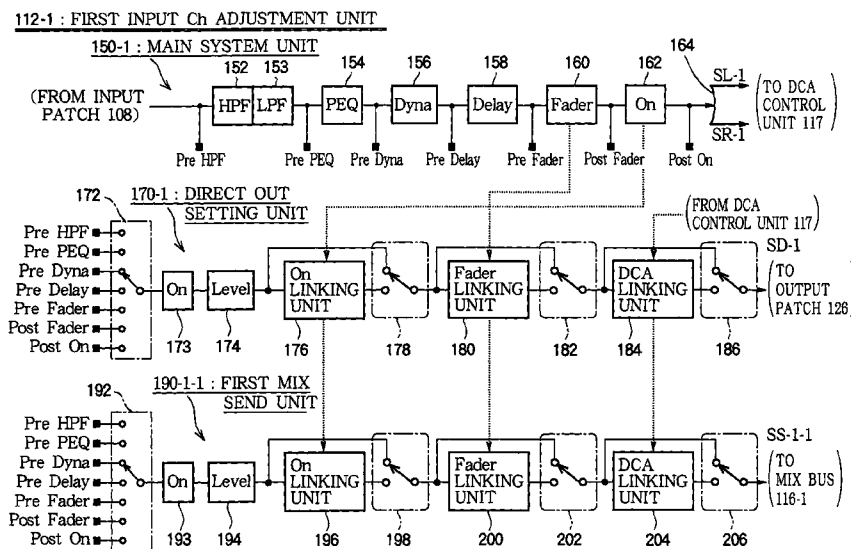 112-1 : FIRST INPUT Ch ADJUSTMENT UNIT
150-1 : MAIN SYSTEM UNIT
152 153 154 156 158 160 162 164
(FROM INPUT
PATCH 108)
HPF LPF PEQ Dyna Delay Fader On
SL-1
SR-1
(TO DCA
CONTROL
UNIT 117)
Pre HPF Pre PEQ Pre Dyna Pre Delay Pre Fader Post Fader Post On
172
170-1 : DIRECT OUT
SETTING UNIT
(FROM DCA
CONTROL UNIT 117)
Pre HPF
Pre PEQ
Pre Dyna
Pre Delay
Pre Fader
Post Fader
Post On
On
Level
On
LINKING
UNIT
Fader
LINKING
UNIT
DCA
LINKING
UNIT
SD-1
(TO
OUTPUT
PATCH 126)
173 174 176 178 180 182 184 186
192
190-1-1 : FIRST MIX
SEND UNIT
Pre HPF
Pre PEQ
Pre Dyna
Pre Delay
Pre Fader
Post Fader
Post On
On
Level
On
LINKING
UNIT
Fader
LINKING
UNIT
DCA
LINKING
UNIT
SS-1-1
(TO
MIX BUS
116-1)
193 194 196 198 200 202 204 206